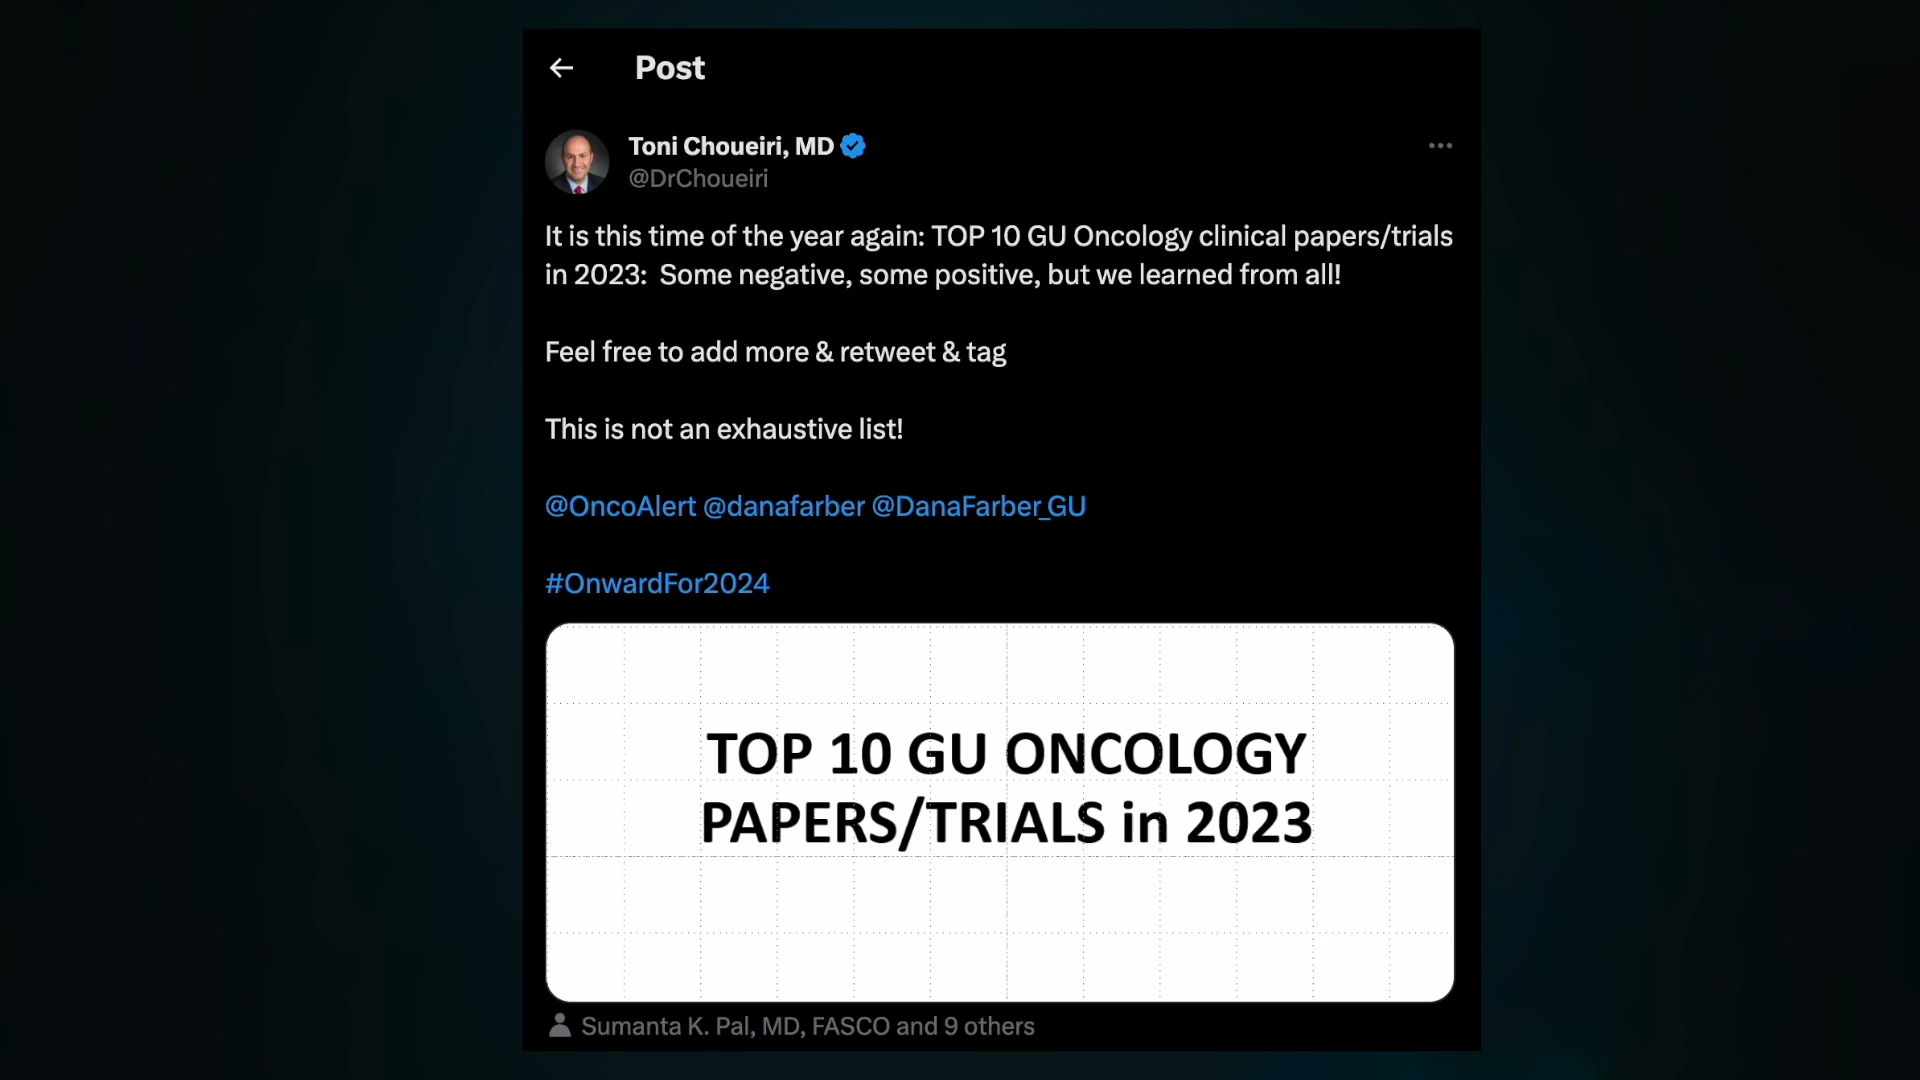 Post
Toni Choueiri, MD
@DrChoueiri
It is this time of the year again: TOP 10 GU Oncology clinical papers/trials
in 2023:  Some negative, some positive, but we learned from all!
Feel free to add more & retweet & tag
This is not an exhaustive list!
@OncoAlert @danafarber @DanaFarber_GU
#OnwardFor2024
TOP 10 GU ONCOLOGY
PAPERS/TRIALS in 2023
Sumanta K. Pal, MD, FASCO and 9 others